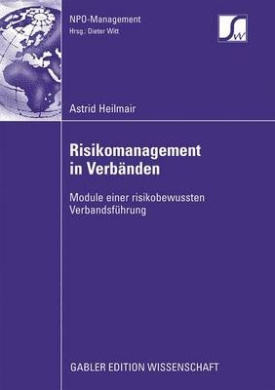 NPO-Management
Hrsg.: Dieter Witt
Astrid Heilmair
Risikomanagement
in Verbänden
Module einer risikobewussten
Verbandsführung
GABLER EDITION WISSENSCHAFT